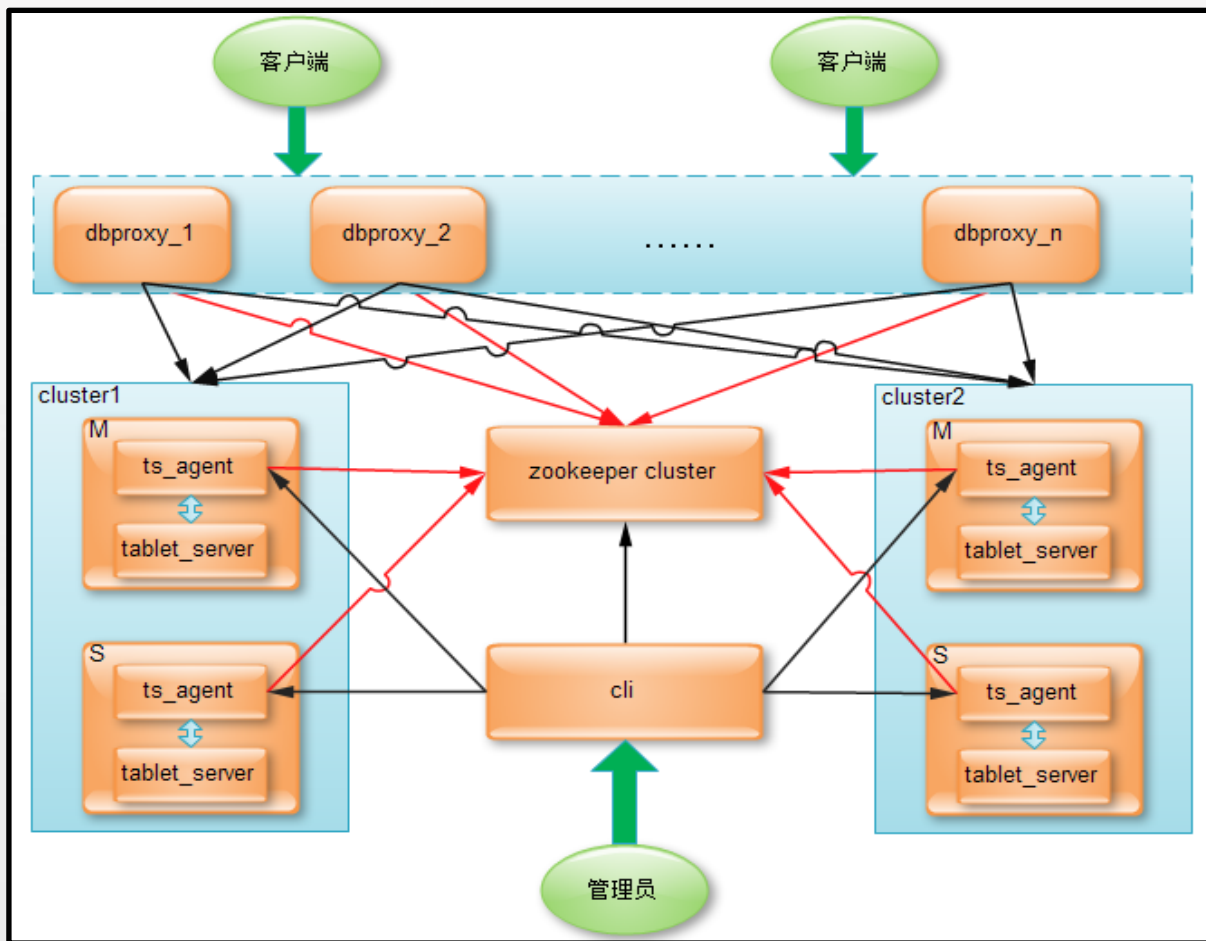 客户端
客户端
dbproxy_1
dbproxy_2
......
dbproxy_n
cluster1
M
ts_agent
tablet_server
S
ts_agent
tablet_server
zookeeper cluster
cli
cluster2
M
ts_agent
tablet_server
S
ts_agent
tablet_server
管理员